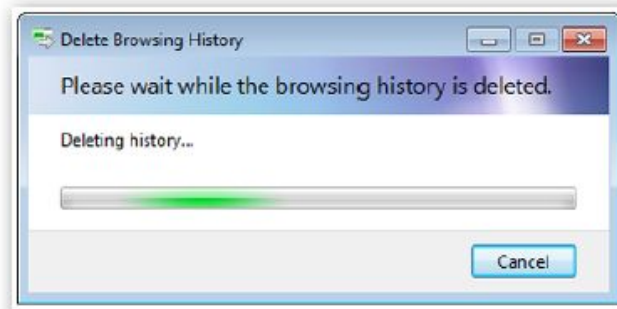 Delete Browsing History
Please wait while the browsing history is deleted.
Deleting history...
Cancel